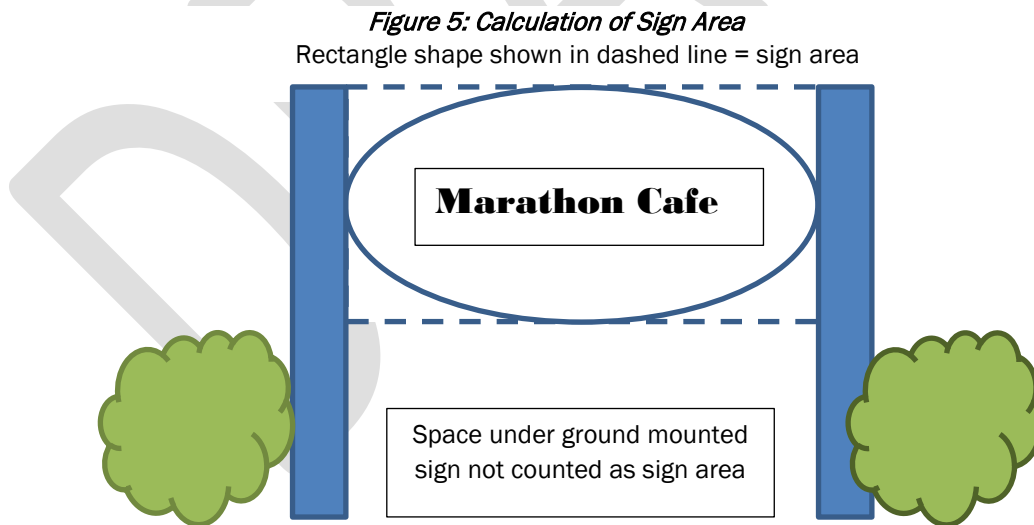 Figure 5: Calculation of Sign Area
Rectangle shape shown in dashed line = sign area
Marathon Cafe
Space under ground mounted
sign not counted as sign area